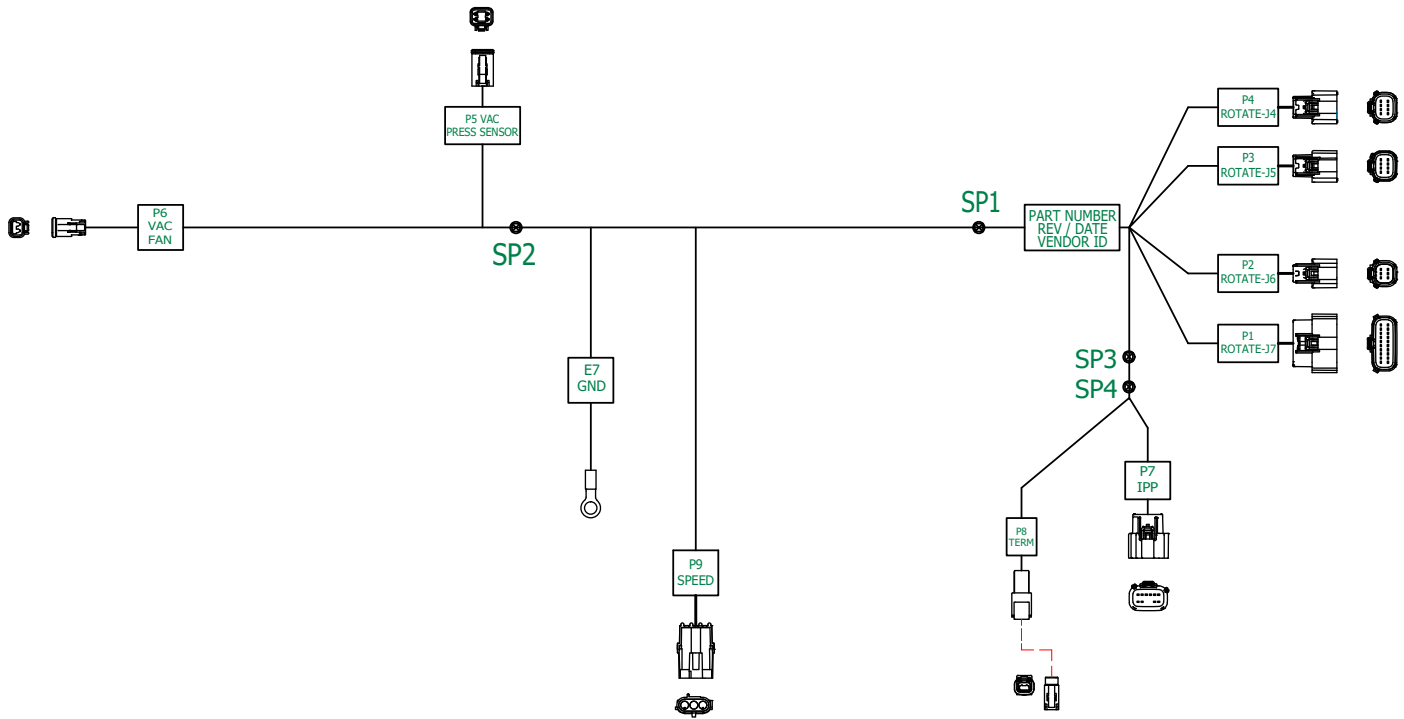 P4
ROTATE-J4
P5 VAC
PRESS SENSOR
P3
ROTATE-J5
SP1
PART NUMBER
REV / DATE
VENDOR ID
P6
VAC
FAN
SP2
P2
ROTATE-J6
P1
ROTATE-J7
SP3
E7
GND
SP4
P7
IPP
P8
TERM
P9
SPEED